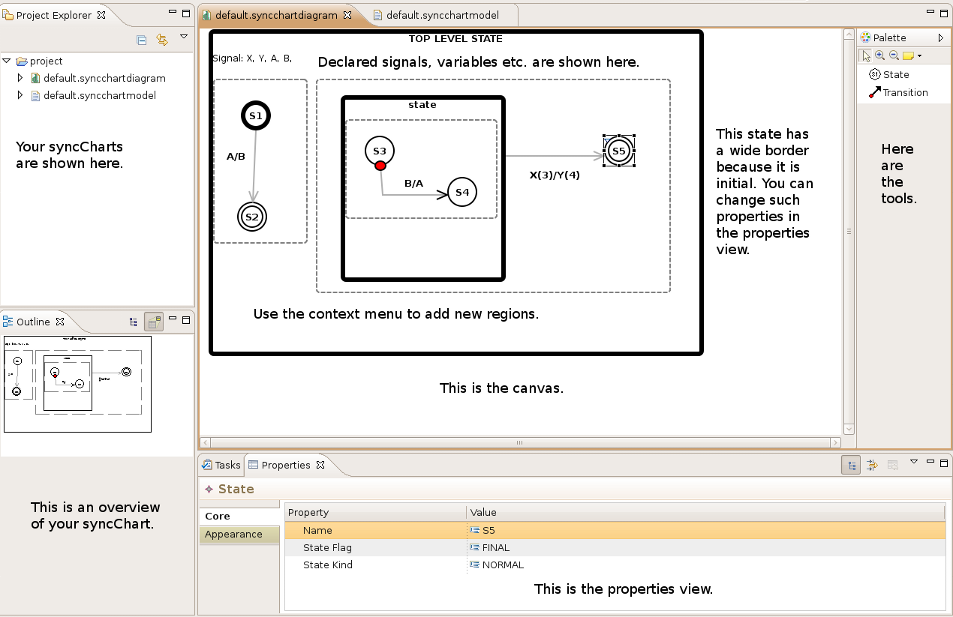 Project Explorer
project
default.syncchartdiagram
default.syncchartmodel
Your syncCharts
are shown here.
Outline
This is an overview
of your syncChart.
default.syncchartdiagram
default.syncchartmodel
TOP LEVEL STATE
Signal: X, Y, A, B,
Declared signals, variables etc. are shown here.
S1
A/B
S2
state
S3
B/A
S4
X(3)/Y(4)
S5
Use the context menu to add new regions.
This is the canvas.
This state has
a wide border
because it is
initial. You can
change such
properties in
the properties
view.
Palette
State
Transition
Here
are
the
tools.
Tasks
Properties
State
Core
Appearance
Property Value
Name S5
State Flag FINAL
State Kind NORMAL
This is the properties view.